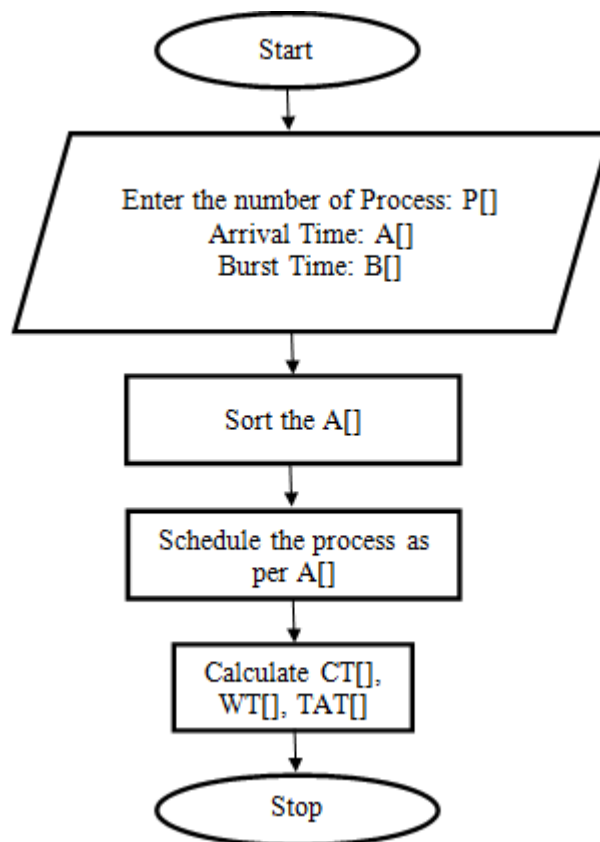 Start
Enter the number of Process: P[]
Arrival Time: A[]
Burst Time: B[]
Sort the A[]
Schedule the process as
per A[]
Calculate CT[],
WT[], TAT[]
Stop